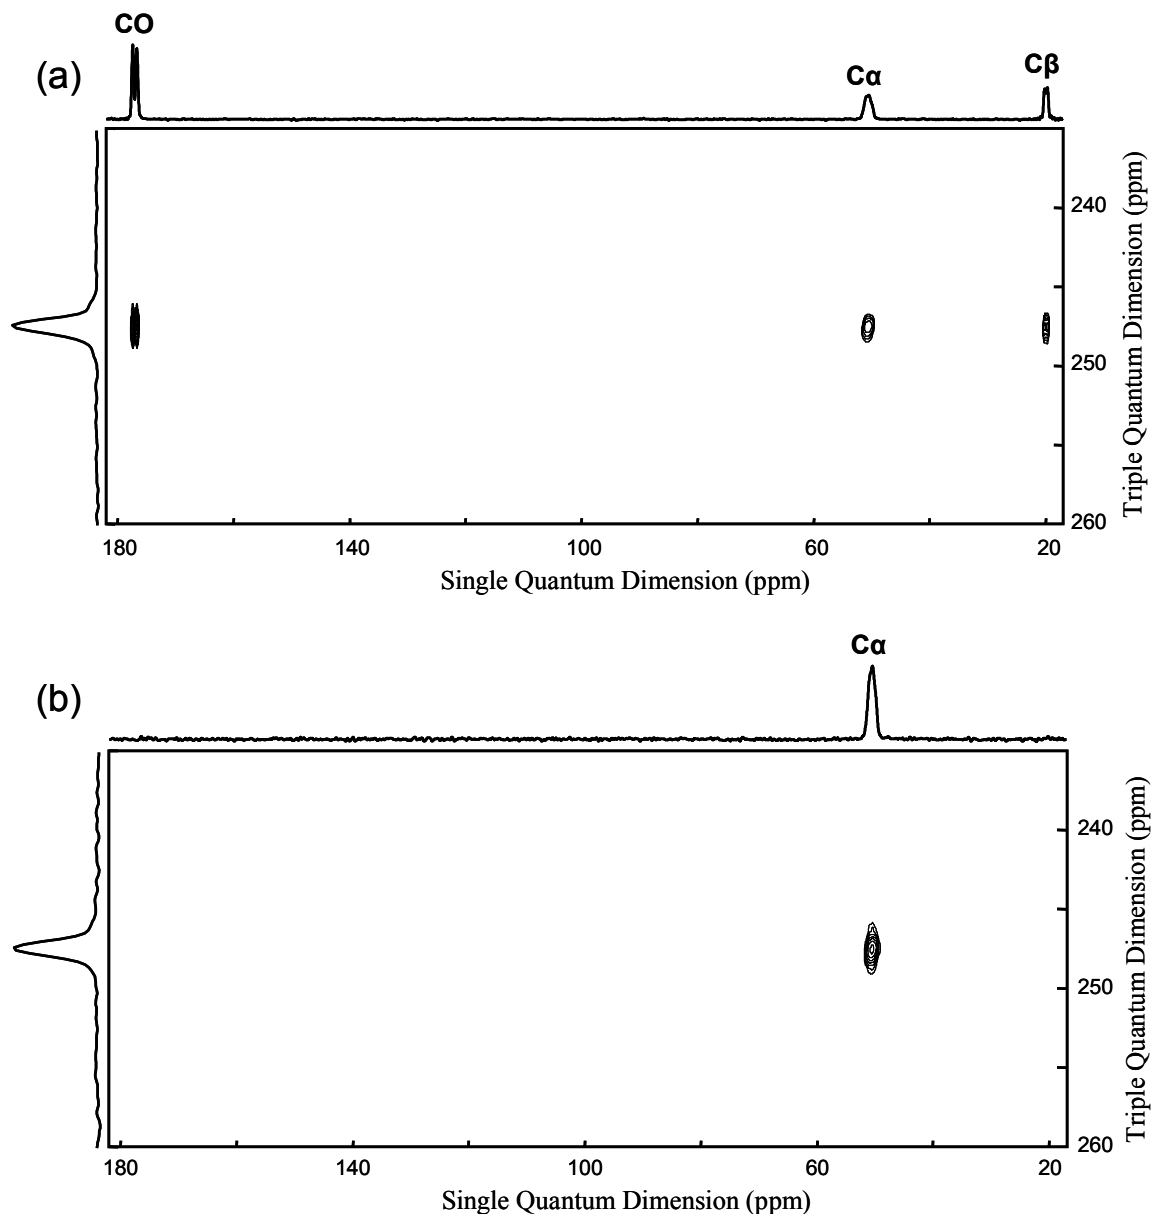 CO
(a)
Cα
Cβ
240
250
260
Triple Quantum Dimension (ppm)
180
140
100
60
20
Single Quantum Dimension (ppm)
Cα
(b)
240
250
260
Triple Quantum Dimension (ppm)
180
140
100
60
20
Single Quantum Dimension (ppm)